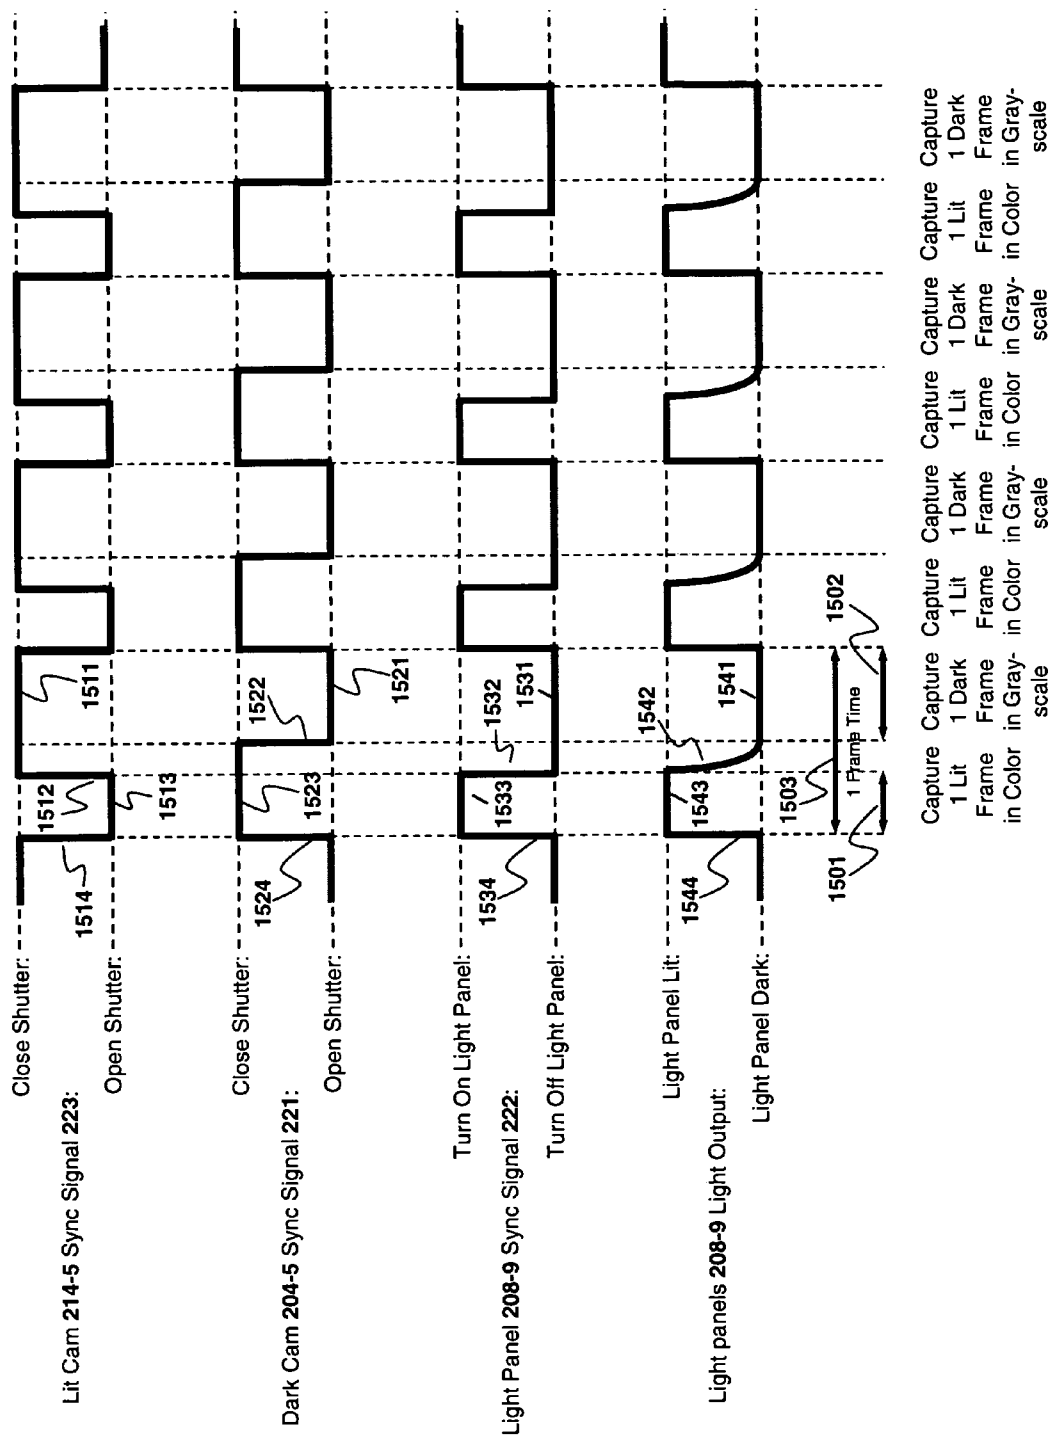 Lit Cam 214-5 Sync Signal 223:
Close Shutter:
Open Shutter:
1514
1512
1513
1511
Dark Cam 204-5 Sync Signal 221:
Close Shutter:
Open Shutter:
1524
1523
1522
1521
Light Panel 208-9 Sync Signal 222:
Turn On Light Panel:
Turn Off Light Panel:
1534
1533
1532
1531
Light panels 208-9 Light Output:
Light Panel Lit:
Light Panel Dark:
1544
1543
1542
1541
1503
1 Frame Time
1501
1502
Capture
1 Lit
Frame
in Color
Capture
1 Dark
Frame
in Gray-
scale
Capture
1 Lit
Frame
in Color
Capture
1 Dark
Frame
in Gray-
scale
Capture
1 Lit
Frame
in Color
Capture
1 Dark
Frame
in Gray-
scale
Capture
1 Lit
Frame
in Color
Capture
1 Dark
Frame
in Gray-
scale